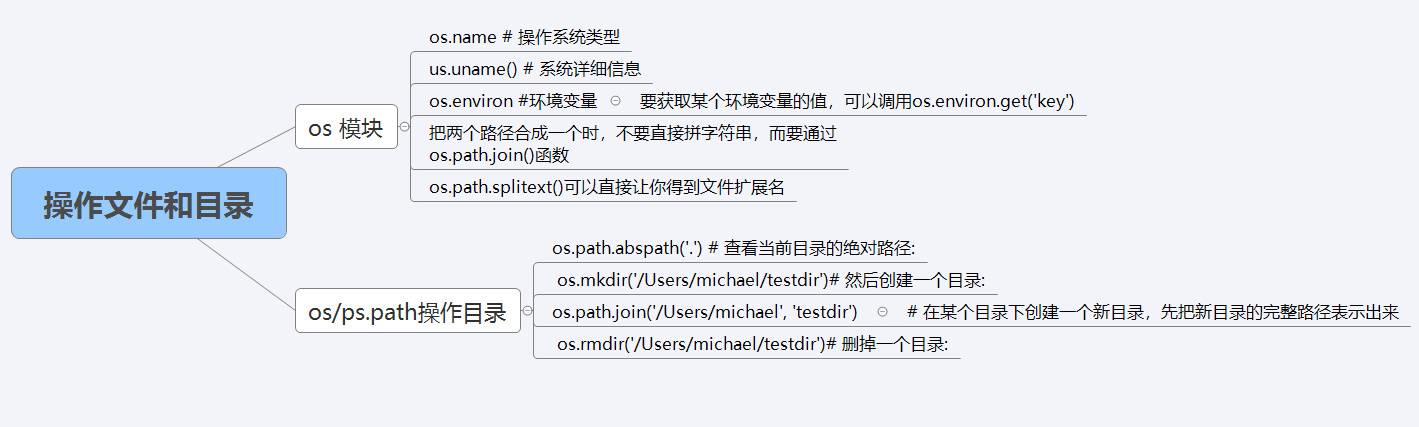 操作文件和目录
os 模块
os.name # 操作系统类型
us.uname() # 系统详细信息
os.environ #环境变量
要获取某个环境变量的值，可以调用os.environ.get('key')
把两个路径合成一个时，不要直接拼字符串，而要通过
os.path.join()函数
os.path.splitext()可以直接让你得到文件扩展名
os/ps.path操作目录
os.path.abspath('.') # 查看当前目录的绝对路径:
os.mkdir('/Users/michael/testdir')# 然后创建一个目录:
os.path.join('/Users/michael', 'testdir')
# 在某个目录下创建一个新目录，先把新目录的完整路径表示出来
os.rmdir('/Users/michael/testdir')# 删掉一个目录: